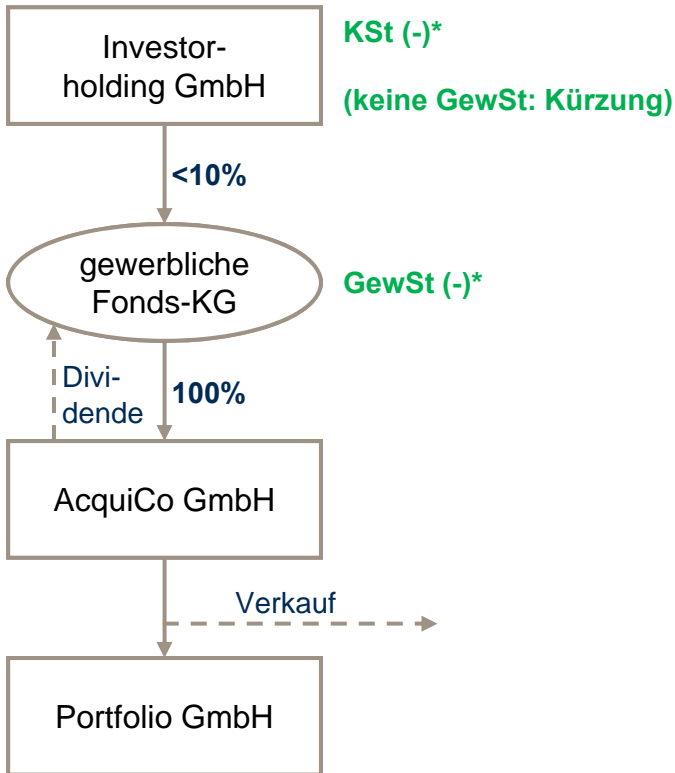 Investor-
holding GmbH
KSt (-)*
(keine GewSt: Kürzung)
<10%
gewerbliche
Fonds-KG
GewSt (-)*
Divi-
dende
100%
AcquiCo GmbH
Verkauf
Portfolio GmbH